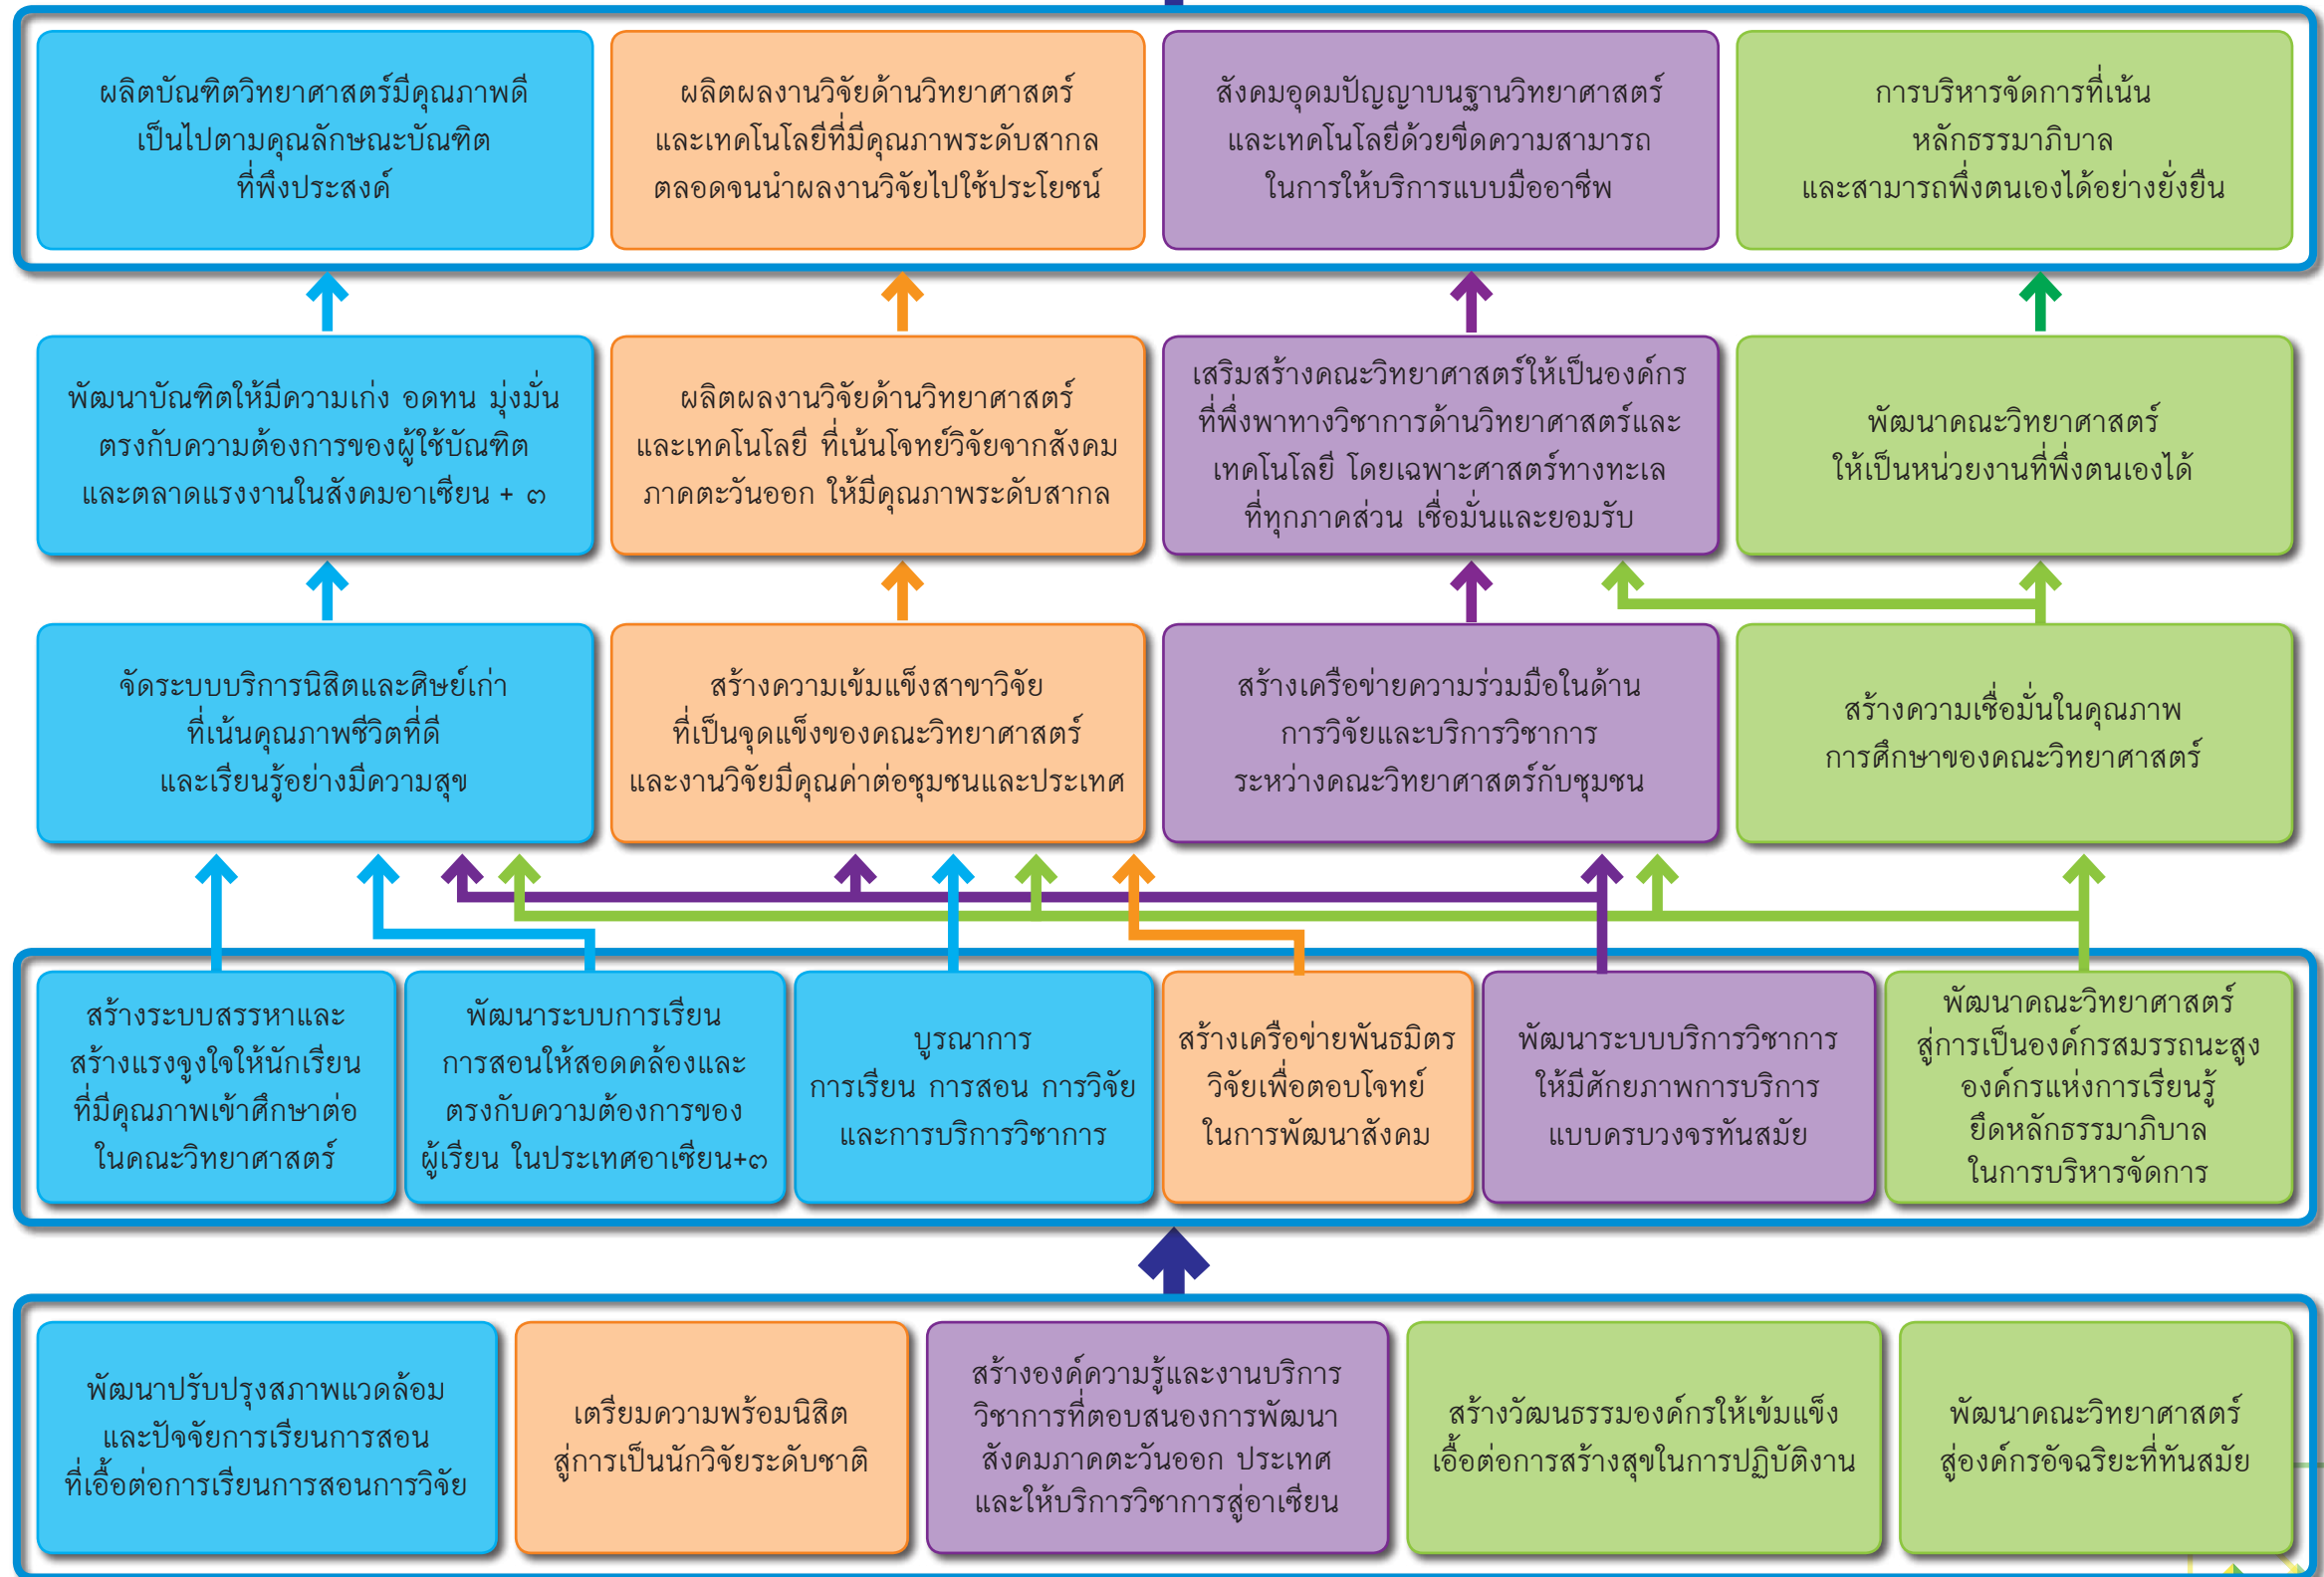 ผลิตบัณฑิตวิทยาศาสตร์มีคุณภาพดี
เป็นไปตามคุณลักษณะบัณฑิต
ที่พึงประสงค์
ผลิตผลงานวิจัยด้านวิทยาศาสตร์
และเทคโนโลยีที่มีคุณภาพระดับสากล
ตลอดจนนำผลงานวิจัยไปใช้ประโยชน์
สังคมอุดมปัญญาบนฐานวิทยาศาสตร์
และเทคโนโลยีด้วยขีดความสามารถ
ในการให้บริการแบบมืออาชีพ
การบริหารจัดการที่เน้น
หลักธรรมาภิบาล
และสามารถพึ่งตนเองได้อย่างยั่งยืน
พัฒนาบัณฑิตให้มีความเก่ง อดทน มุ่งมั่น
ตรงกับความต้องการของผู้ใช้บัณฑิต
และตลาดแรงงานในสังคมอาเซียน + ๓
ผลิตผลงานวิจัยด้านวิทยาศาสตร์
และเทคโนโลยี ที่เน้นโจทย์วิจัยจากสังคม
ภาคตะวันออก ให้มีคุณภาพระดับสากล
เสริมสร้างคณะวิทยาศาสตร์ให้เป็นองค์กร
ที่พึ่งพาทางวิชาการด้านวิทยาศาสตร์และ
เทคโนโลยี โดยเฉพาะศาสตร์ทางทะเล
ที่ทุกภาคส่วน เชื่อมั่นและยอมรับ
พัฒนาคณะวิทยาศาสตร์
ให้เป็นหน่วยงานที่พึ่งตนเองได้
จัดระบบบริการนิสิตและศิษย์เก่า
ที่เน้นคุณภาพชีวิตที่ดี
และเรียนรู้อย่างมีความสุข
สร้างความเข้มแข็งสาขาวิจัย
ที่เป็นจุดแข็งของคณะวิทยาศาสตร์
และงานวิจัยมีคุณค่าต่อชุมชนและประเทศ
สร้างเครือข่ายความร่วมมือในด้าน
การวิจัยและบริการวิชาการ
ระหว่างคณะวิทยาศาสตร์กับชุมชน
สร้างความเชื่อมั่นในคุณภาพ
การศึกษาของคณะวิทยาศาสตร์
สร้างระบบสรรหาและ
สร้างแรงจูงใจให้นักเรียน
ที่มีคุณภาพเข้าศึกษาต่อ
ในคณะวิทยาศาสตร์
พัฒนาระบบการเรียน
การสอนให้สอดคล้องและ
ตรงกับความต้องการของ
ผู้เรียน ในประเทศอาเซียน+๓
บูรณาการ
การเรียน การสอน การวิจัย
และการบริการวิชาการ
สร้างเครือข่ายพันธมิตร
วิจัยเพื่อตอบโจทย์
ในการพัฒนาสังคม
พัฒนาระบบบริการวิชาการ
ให้มีศักยภาพการบริการ
แบบครบวงจรทันสมัย
พัฒนาคณะวิทยาศาสตร์
สู่การเป็นองค์กรสมรรถนะสูง
องค์กรแห่งการเรียนรู้
ยึดหลักธรรมาภิบาล
ในการบริหารจัดการ
พัฒนาปรับปรุงสภาพแวดล้อม
และปัจจัยการเรียนการสอน
ที่เอื้อต่อการเรียนการสอนการวิจัย
เตรียมความพร้อมนิสิต
สู่การเป็นนักวิจัยระดับชาติ
สร้างองค์ความรู้และงานบริการ
วิชาการที่ตอบสนองการพัฒนา
สังคมภาคตะวันออก ประเทศ
และให้บริการวิชาการสู่อาเซียน
สร้างวัฒนธรรมองค์กรให้เข้มแข็ง
เอื้อต่อการสร้างสุขในการปฏิบัติงาน
พัฒนาคณะวิทยาศาสตร์
สู่องค์กรอัจฉริยะที่ทันสมัย